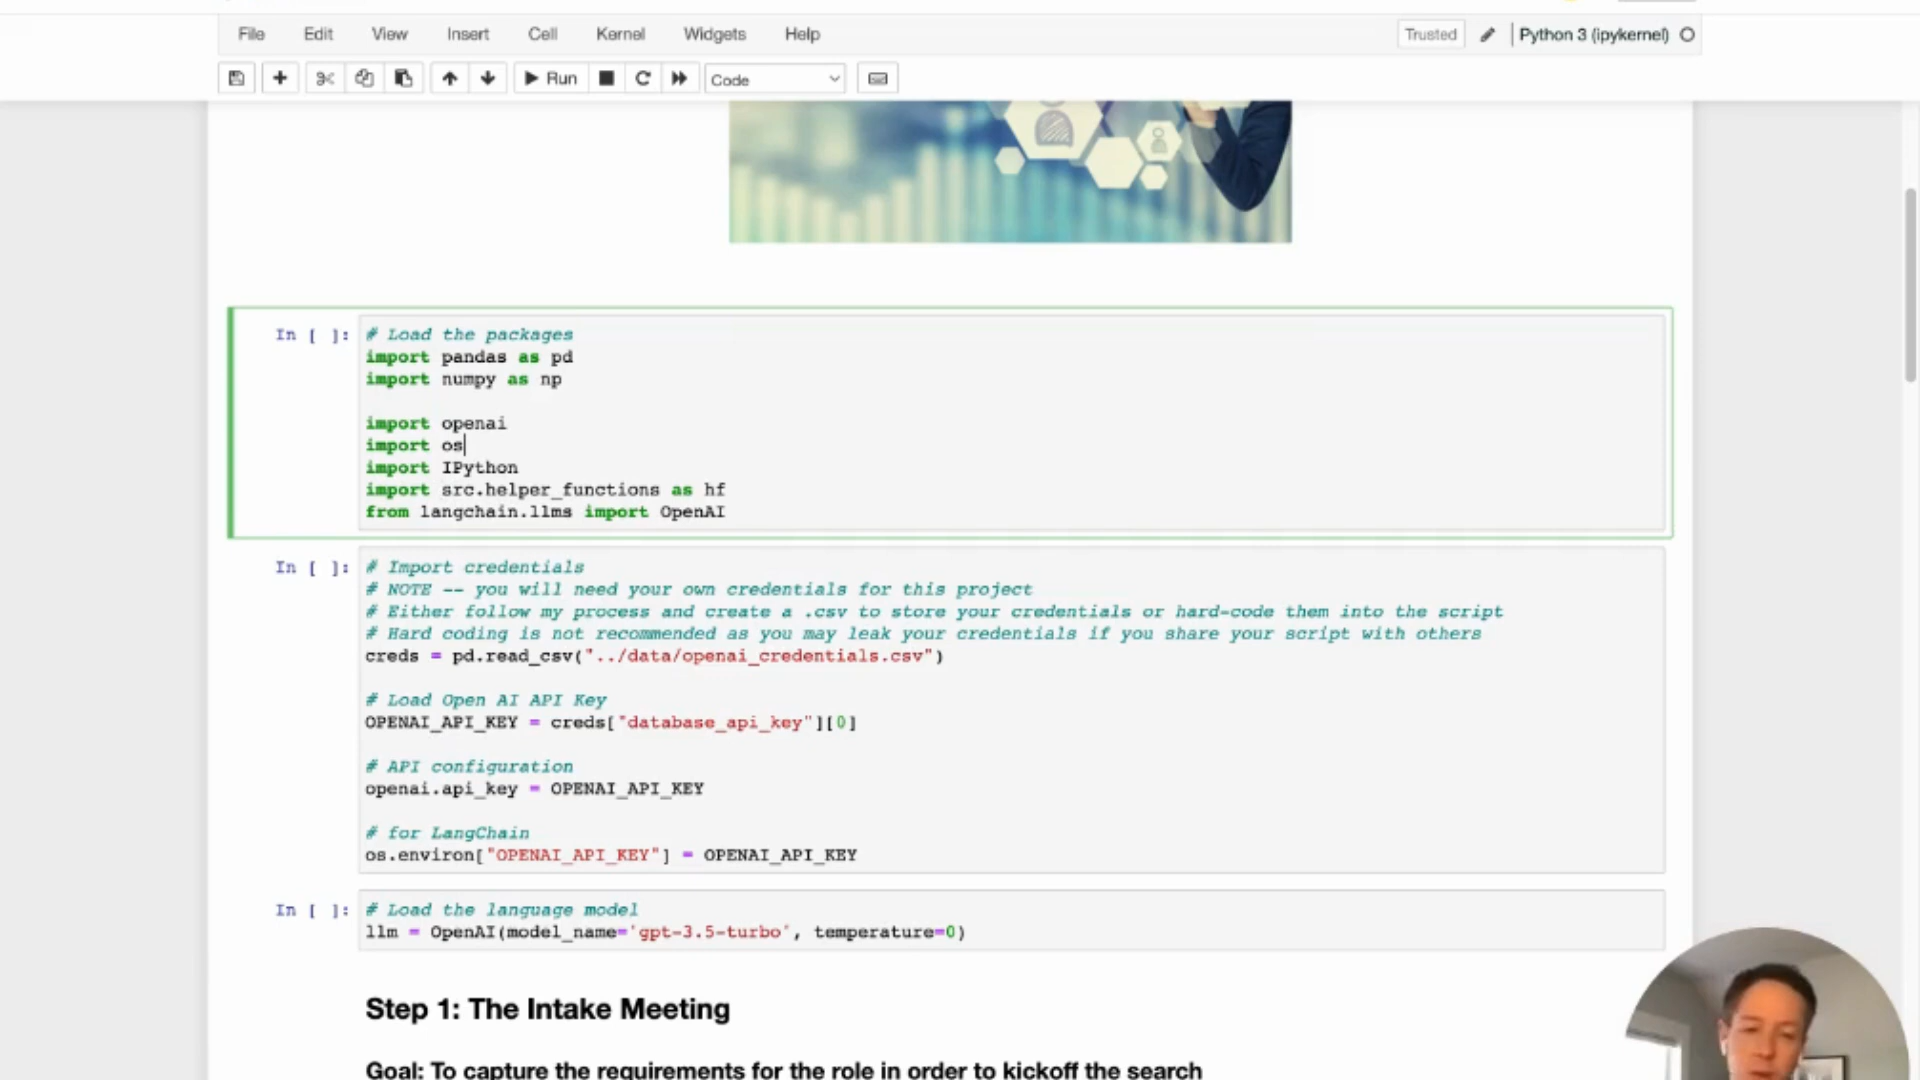 File Edit View Insert Cell Kernel Widgets Help Trusted Python 3 (ipykernel)
Run Code
In [ ]: # Load the packages
import pandas as pd
import numpy as np
import openai
import os
import IPython
import src.helper_functions as hf
from langchain.llms import OpenAI
In [ ]: # Import credentials
# NOTE -- you will need your own credentials for this project
# Either follow my process and create a .csv to store your credentials or hard-code them into the script
# Hard coding is not recommended as you may leak your credentials if you share your script with others
creds = pd.read_csv("../data/openai_credentials.csv")
# Load Open AI API Key
OPENAI_API_KEY = creds["database_api_key"][0]
# API configuration
openai.api_key = OPENAI_API_KEY
# for LangChain
os.environ["OPENAI_API_KEY"] = OPENAI_API_KEY
In [ ]: # Load the language model
llm = OpenAI(model_name='gpt-3.5-turbo', temperature=0)
Step 1: The Intake Meeting
Goal: To capture the requirements for the role in order to kickoff the search